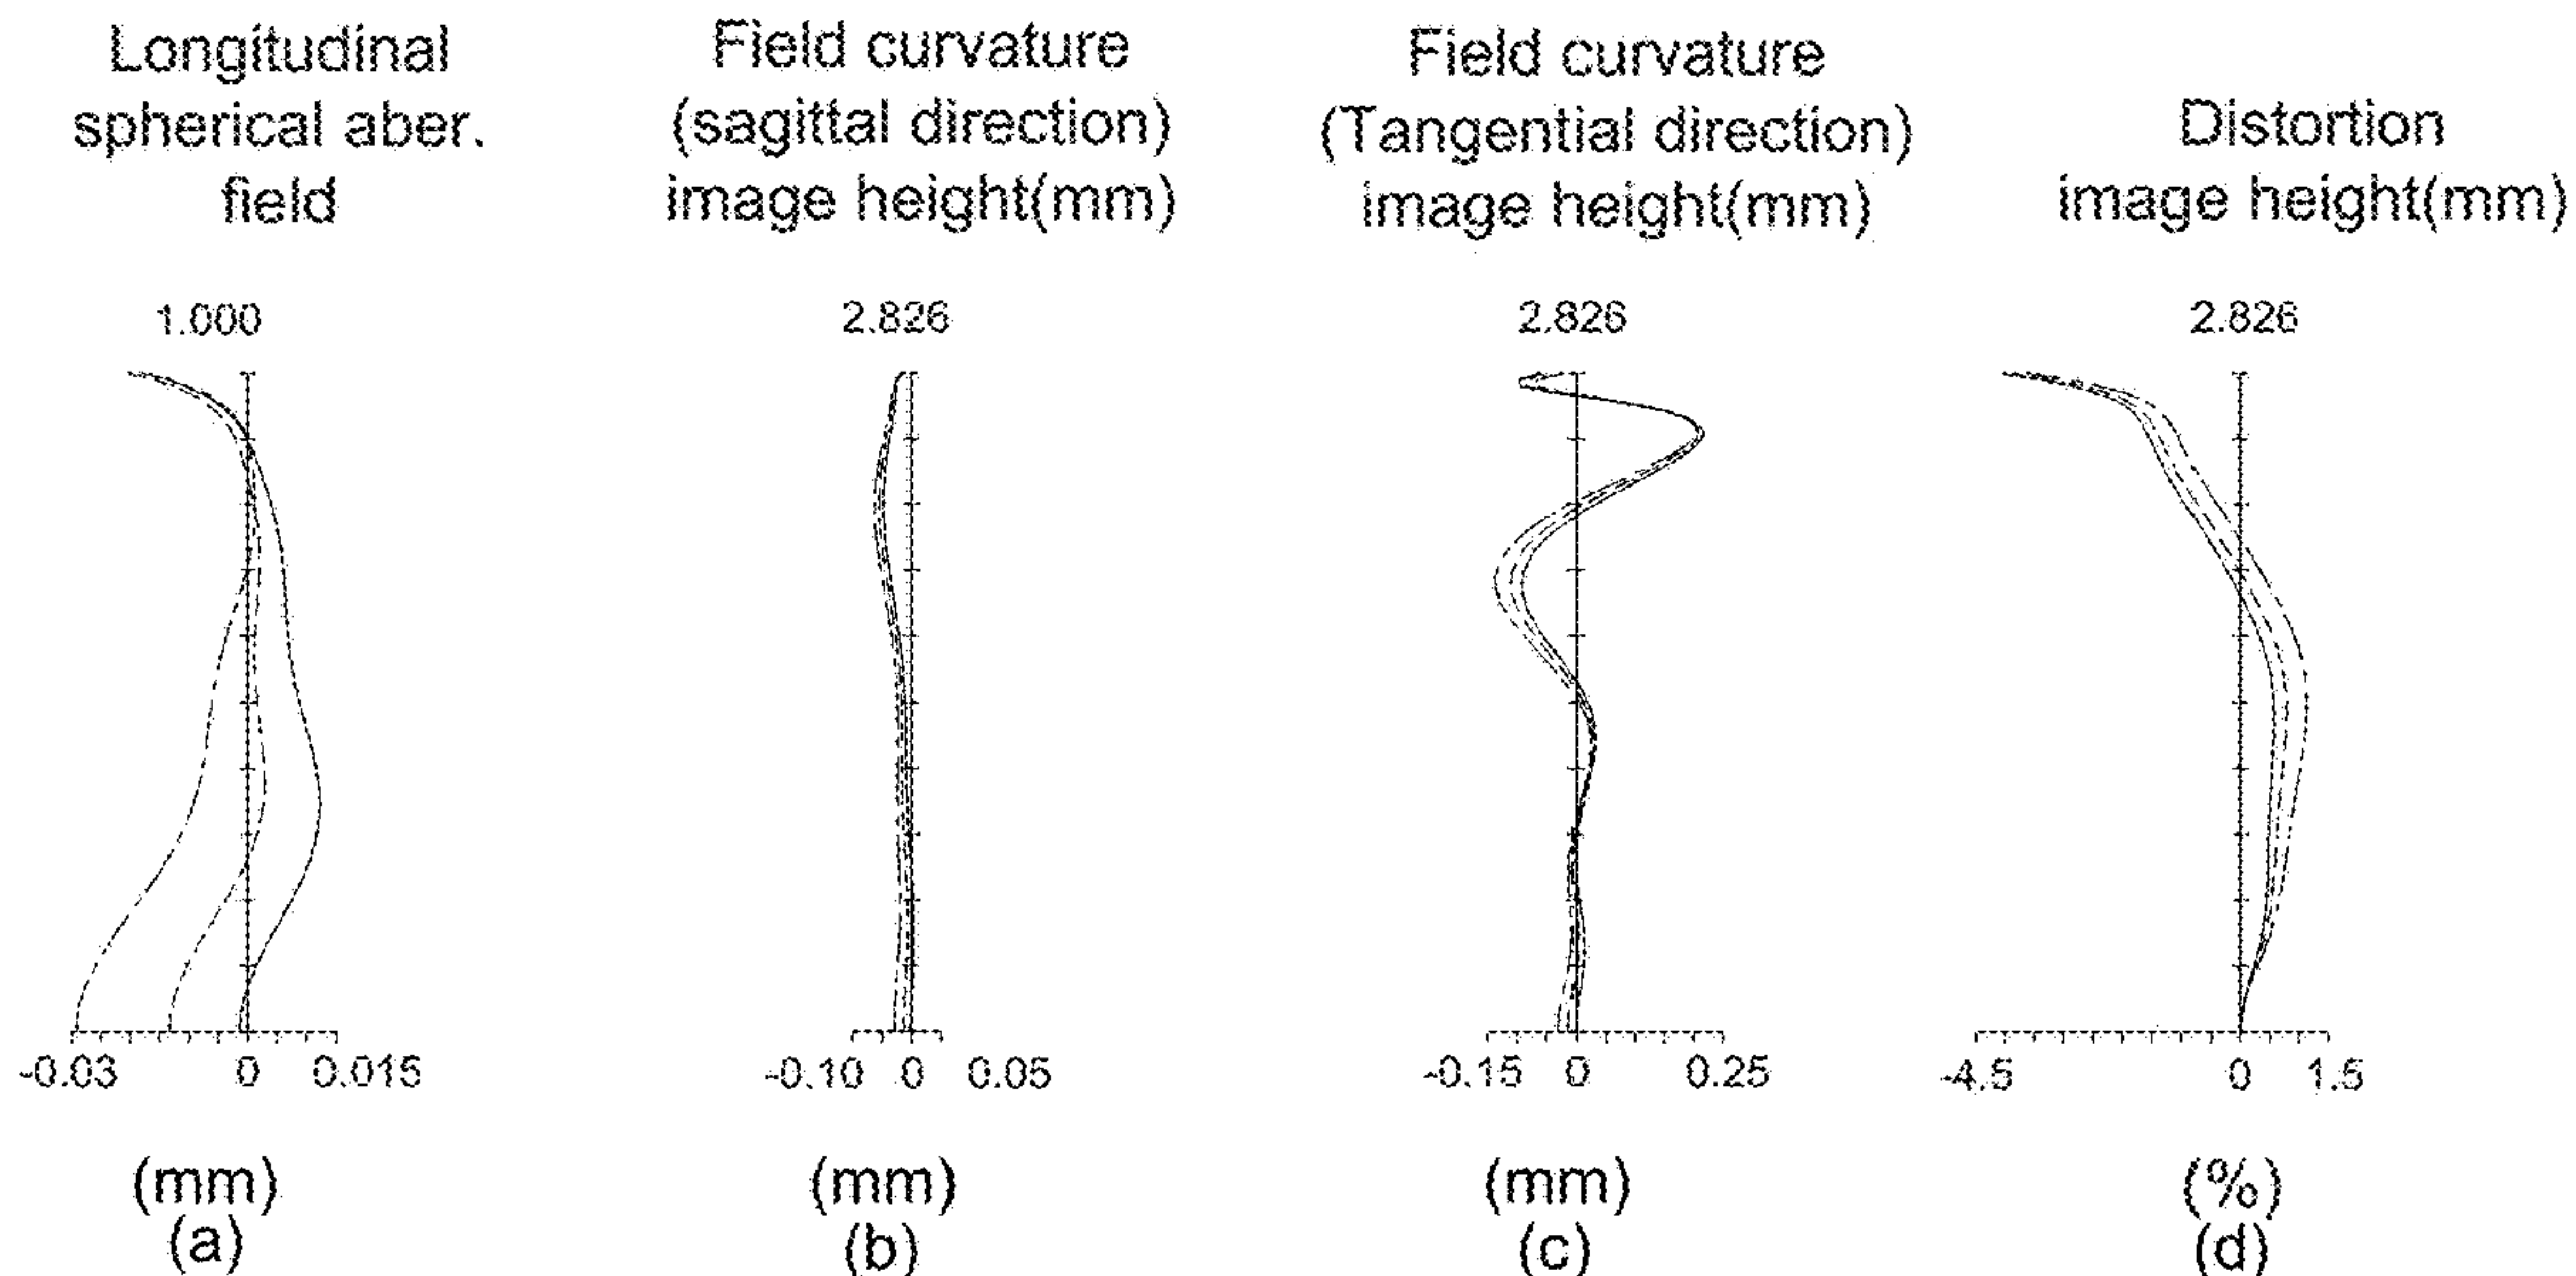 Longitudinal
spherical aber.
field
Field curvature
(sagittal direction)
image height(mm)
Field curvature
(Tangential direction)
image height(mm)
Distortion
image height(mm)
1.000
2.826
2.826
2.826
-0.03 0 0.015
-0.10 0 0.05
-0.15 0 0.25
-4.5 0 1.5
(mm)
(a)
(mm)
(b)
(mm)
(c)
(%)
(d)